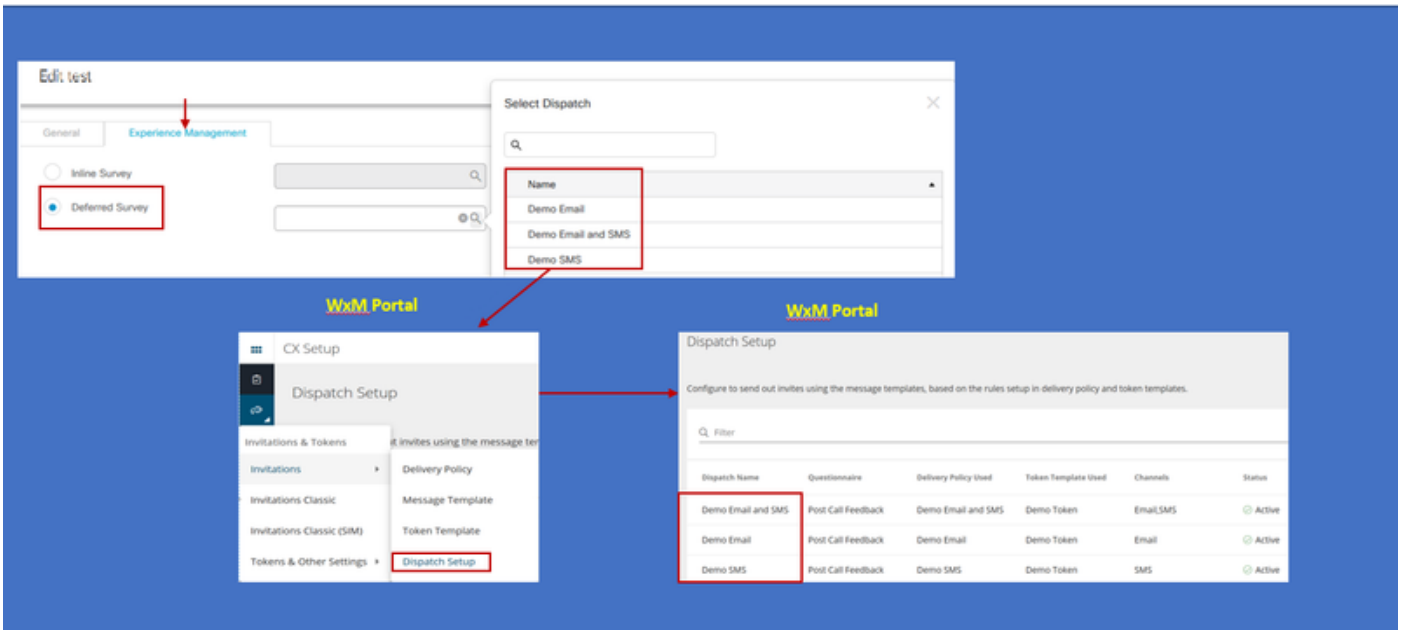 Edit test
General Experience Management
Inline Survey
Deferred Survey
Select Dispatch
Name
Demo Email
Demo Email and SMS
Demo SMS
WxM Portal
CX Setup
Dispatch Setup
Invitations & Tokens
t invites using the message ter
Invitations
Delivery Policy
Invitations Classic
Message Template
Invitations Classic (SIM)
Token Template
Tokens & Other Settings
Dispatch Setup
WxM Portal
Dispatch Setup
Configure to send out invites using the message templates, based on the rules setup in delivery policy and token templates.
Filter
Dispatch Name Questionnaire Delivery Policy Used Token Template Used Channels Status
Demo Email and SMS Post Call Feedback Demo Email and SMS Demo Token Email,SMS Active
Demo Email Post Call Feedback Demo Email Demo Token Email Active
Demo SMS Post Call Feedback Demo SMS Demo Token SMS Active